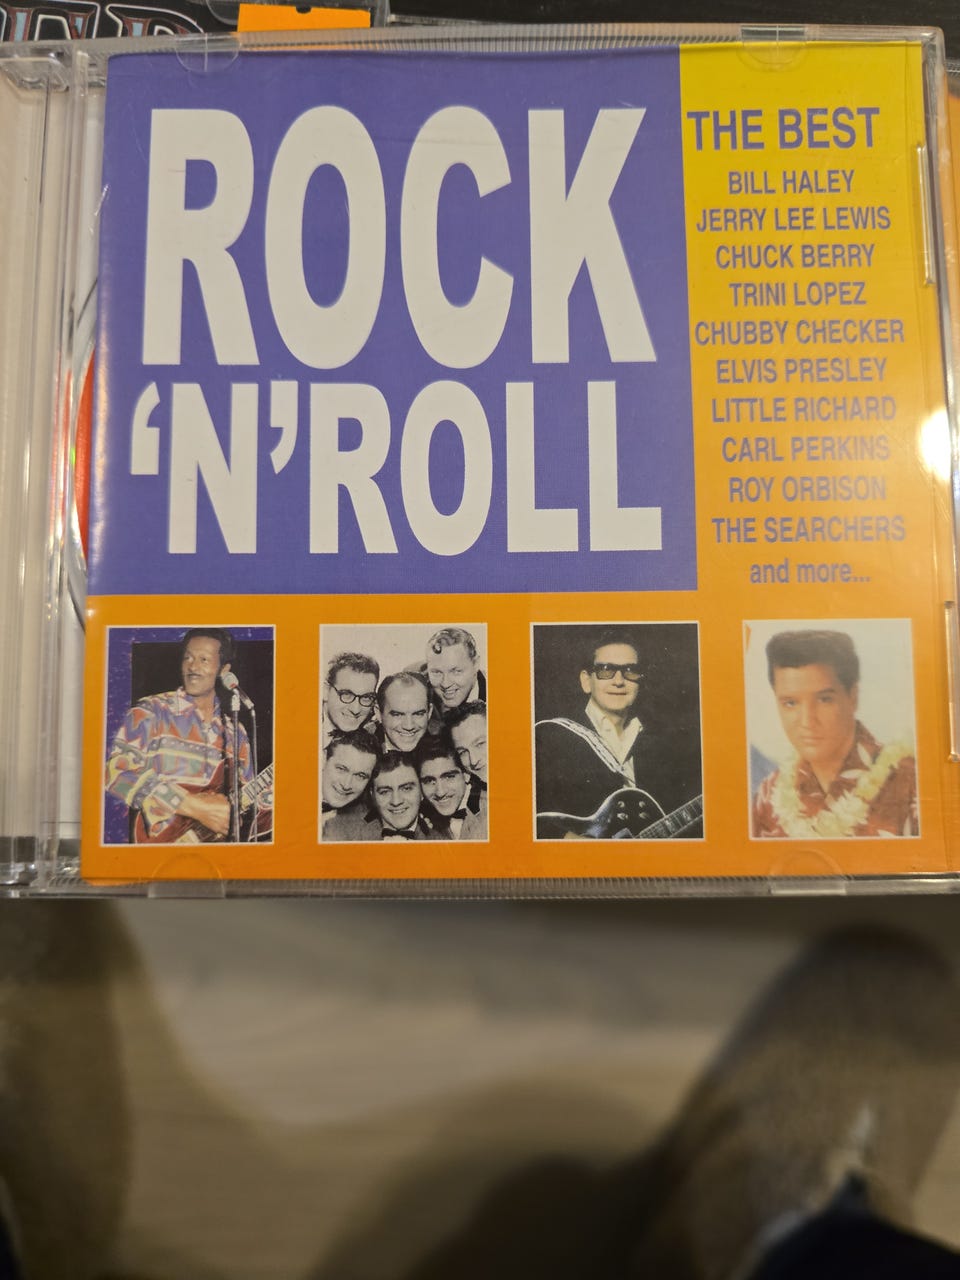 ROCK
'N'ROLL
THE BEST
BILL HALEY
JERRY LEE LEWIS
CHUCK BERRY
TRINI LOPEZ
CHUBBY CHECKER
ELVIS PRESLEY
LITTLE RICHARD
CARL PERKINS
ROY ORBISON
THE SEARCHERS
and more...